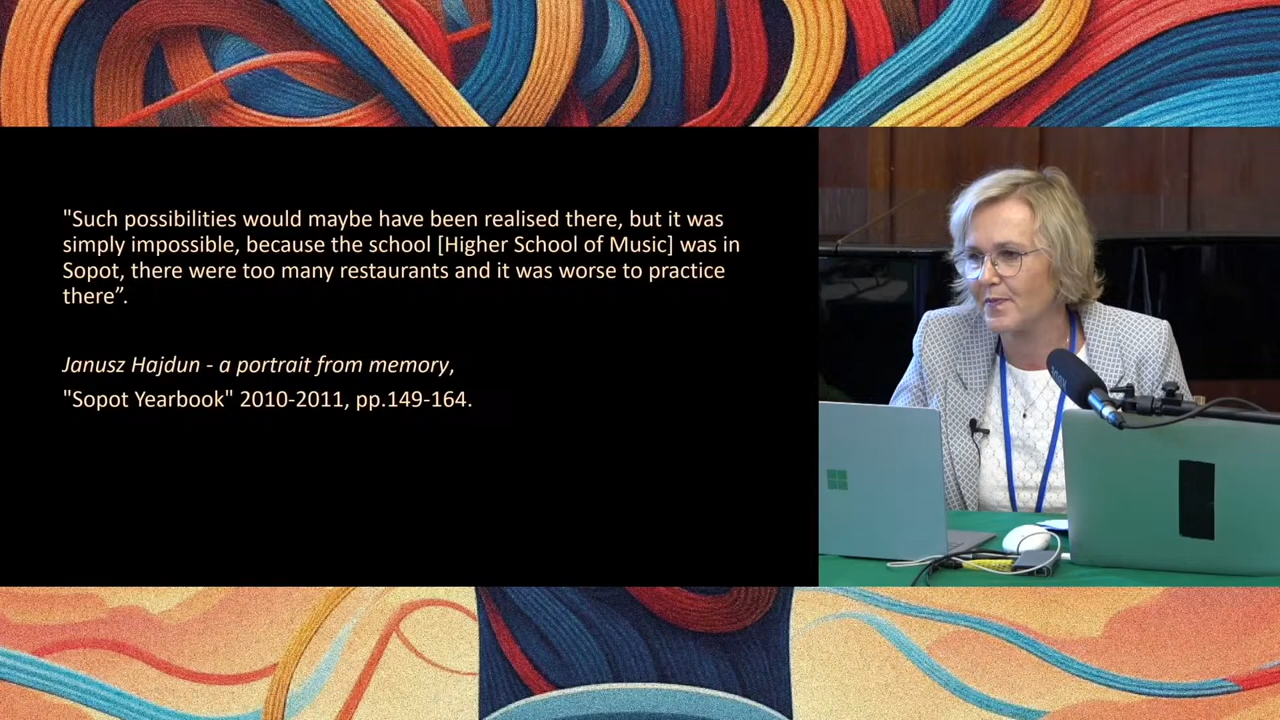 "Such possibilities would maybe have been realised there, but it was
simply impossible, because the school [Higher School of Music] was in
Sopot, there were too many restaurants and it was worse to practice
there”.
Janusz Hajdun - a portrait from memory,
"Sopot Yearbook" 2010-2011, pp.149-164.